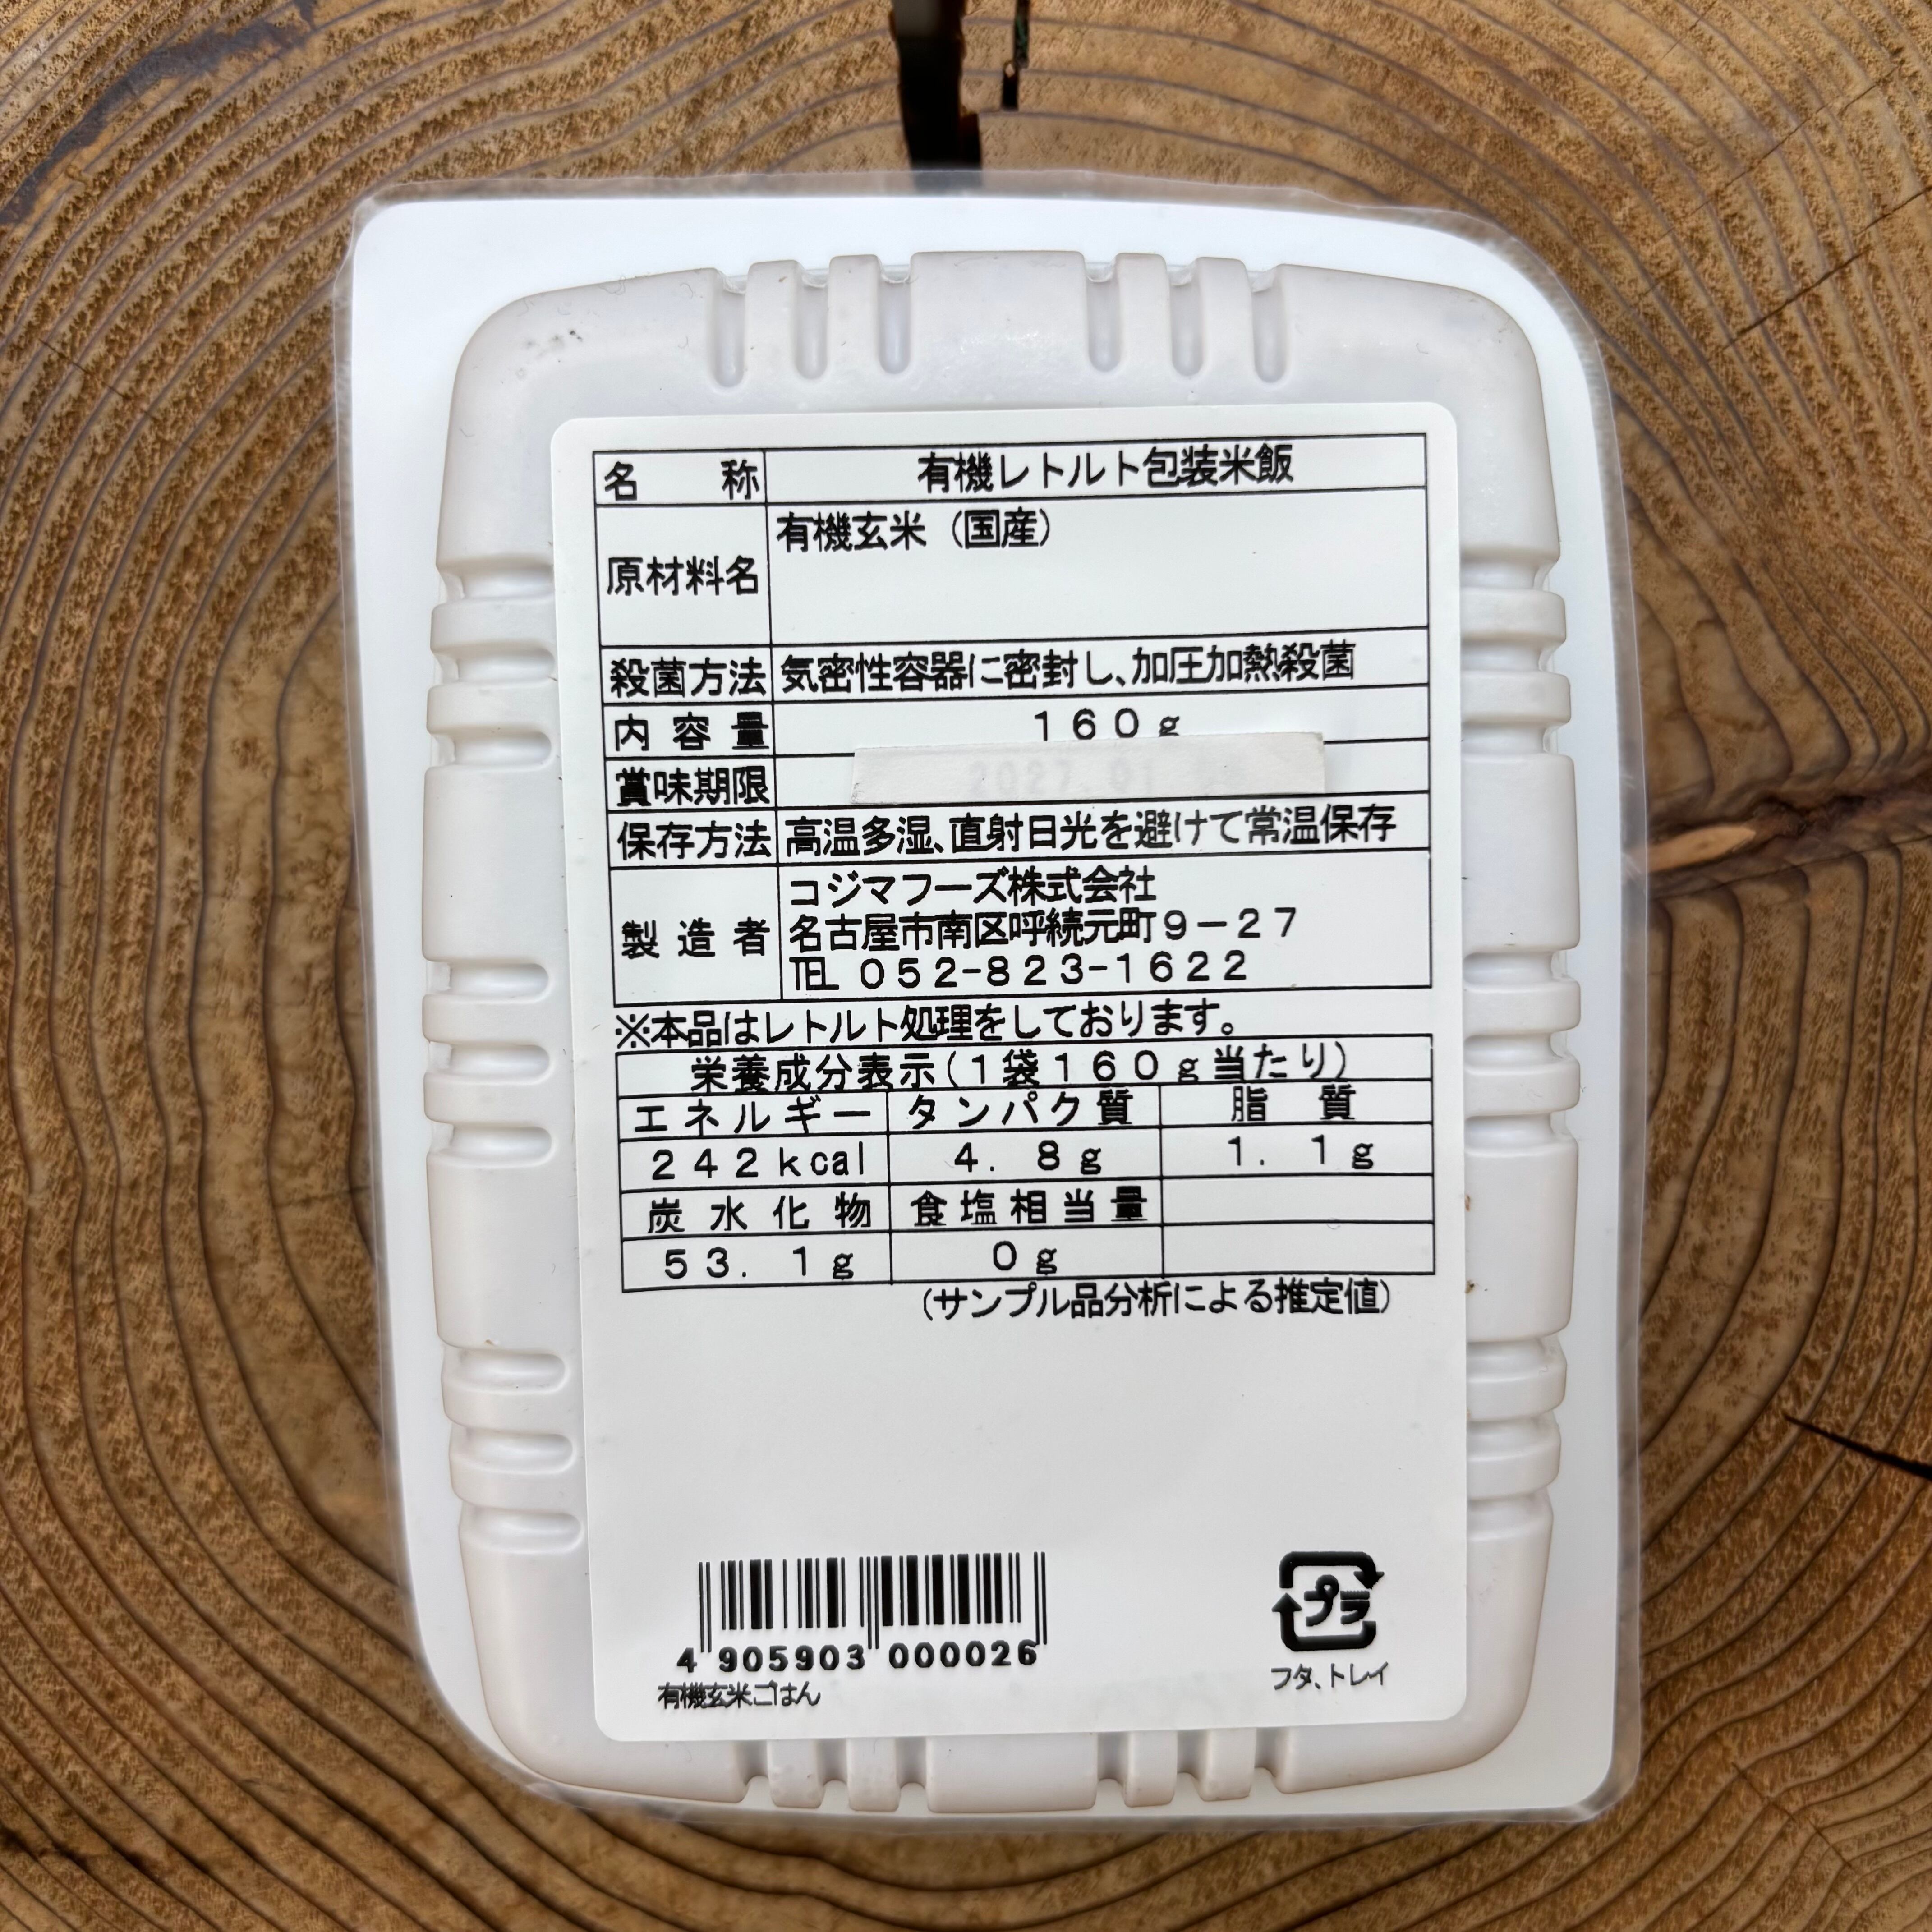 名称 有機レトルト包装米飯
原材料名 有機玄米（国産）
殺菌方法 気密性容器に密封し、加圧加熱殺菌
内容量 160g
賞味期限
保存方法 高温多湿、直射日光を避けて常温保存
製造者 コジマフーズ株式会社
名古屋市南区呼続元町9-27
TEL 052-823-1622
※本品はレトルト処理をしております。
栄養成分表示(1袋160g当たり)
エネルギー タンパク質 脂質
242kcal 4.8g 1.1g
炭水化物 食塩相当量
53.1g 0g
(サンプル品分析による推定値)
4 905903 000026
有機玄米ごはん
プラ
フタ、トレイ